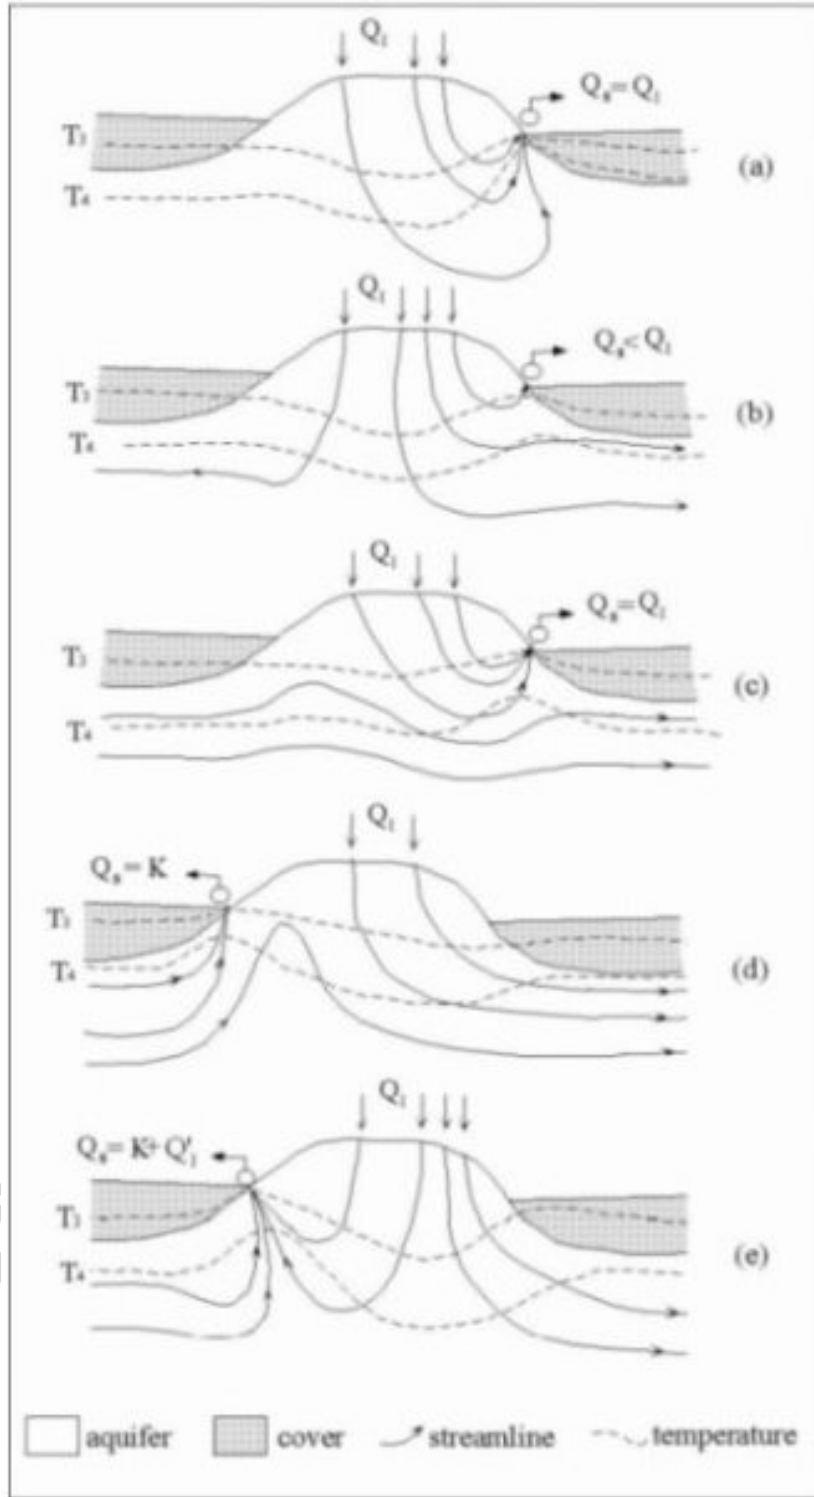 Q₁
Qₛ=Q₁
T₃
(a)
T₄
Q₁
Qₛ<Q₁
T₃
(b)
T₄
Q₁
Qₛ=Q₁
T₃
(c)
T₄
Q₁
Qₛ=K
T₃
T₄
(d)
Q₁
Qₛ=K+Q'₁
T₃
T₄
(e)
aquifer cover streamline temperature